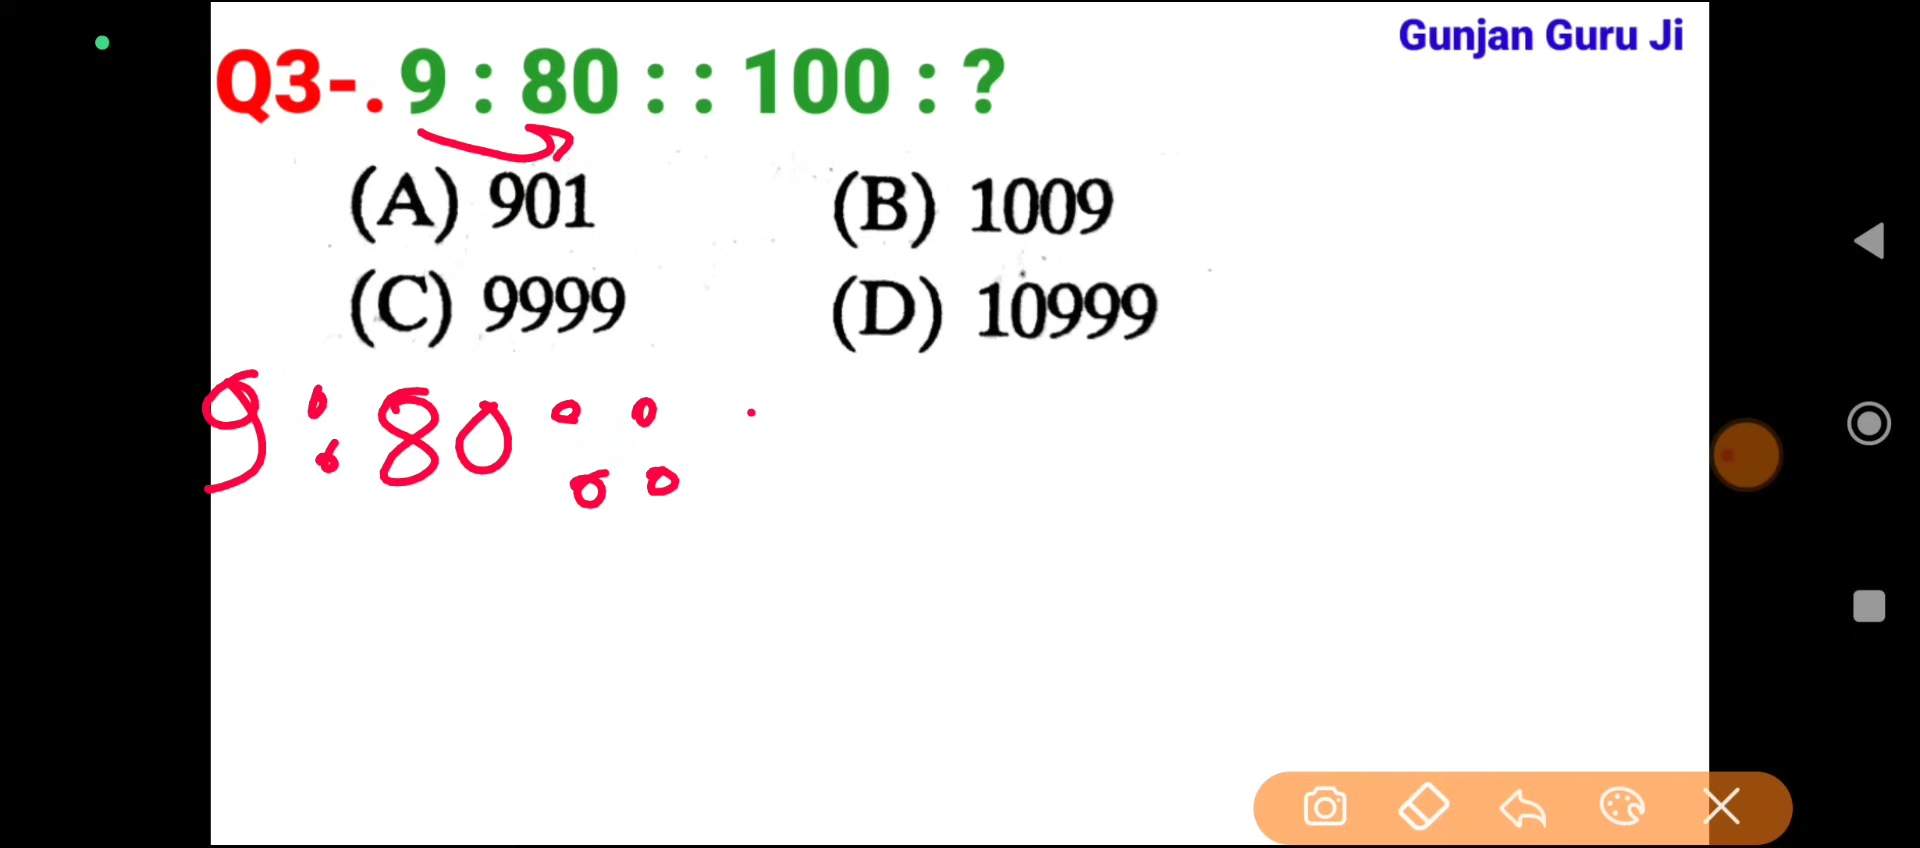 Gunjan Guru Ji
Q3-. 9 : 80 : : 100 : ?
(A) 901 (B) 1009
(C) 9999 (D) 10999
9 : 80 : :